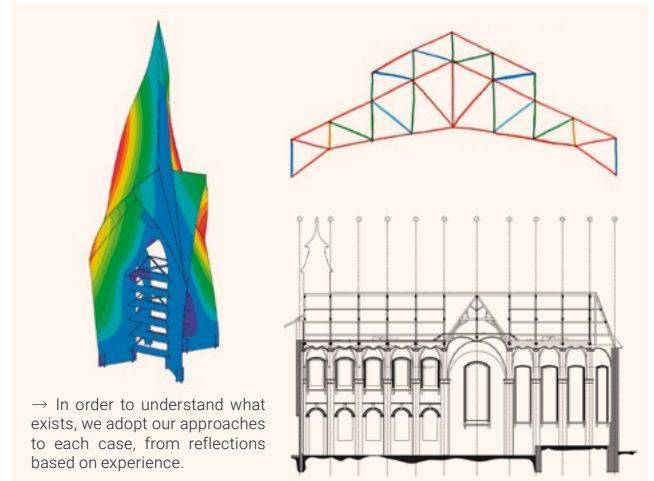 → In order to understand what
exists, we adopt our approaches
to each case, from reflections
based on experience.